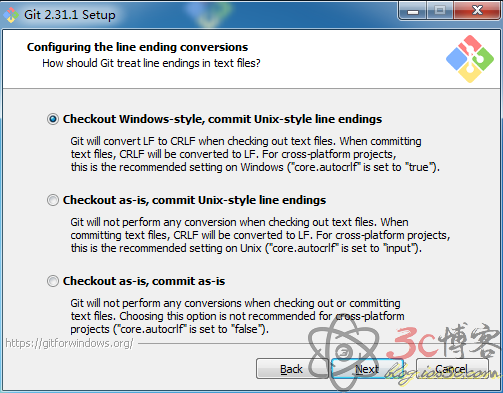 Git 2.31.1 Setup
Configuring the line ending conversions
How should Git treat line endings in text files?
Checkout Windows-style, commit Unix-style line endings
Git will convert LF to CRLF when checking out text files. When committing
text files, CRLF will be converted to LF. For cross-platform projects,
this is the recommended setting on Windows ("core.autocrlf" is set to "true").
Checkout as-is, commit Unix-style line endings
Git will not perform any conversion when checking out text files. When
committing text files, CRLF will be converted to LF. For cross-platform projects,
this is the recommended setting on Unix ("core.autocrlf" is set to "input").
Checkout as-is, commit as-is
Git will not perform any conversions when checking out or committing
text files. Choosing this option is not recommended for cross-platform
projects ("core.autocrlf" is set to "false").
https://gitforwindows.org/
3C博客
Back
Next
Cancel